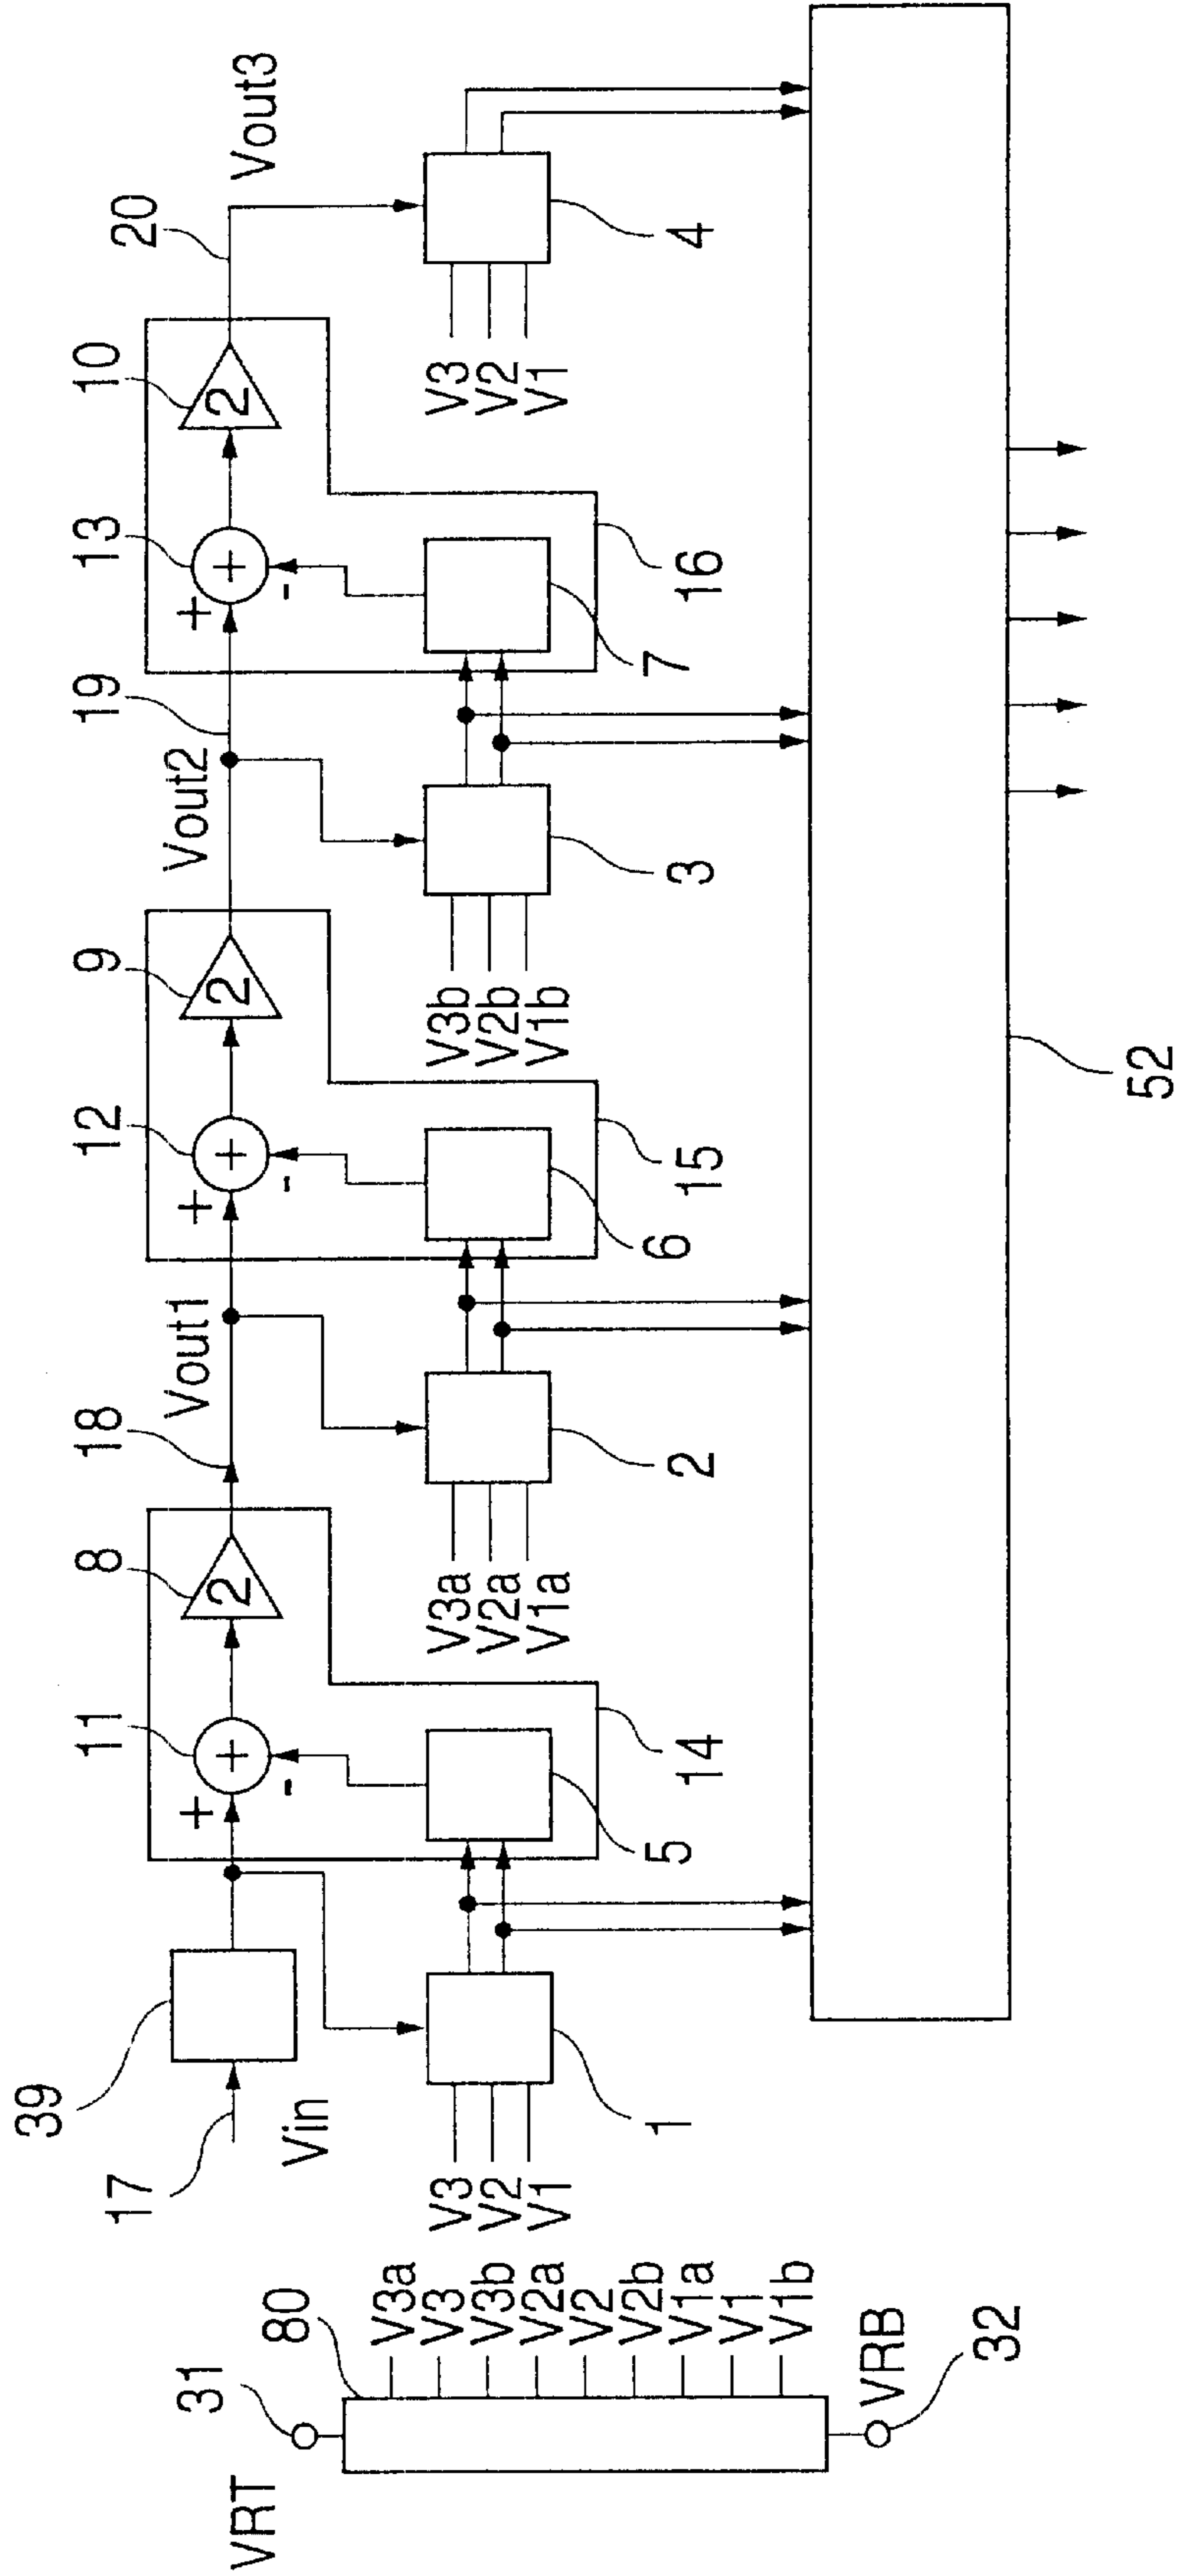 VRT
31
80
V3a
V3
V3b
V2a
V2
V2b
V1a
V1
V1b
VRB
32
17
39
Vin
V3
V2
V1
1
11
+
+
-
8
2
5
14
18
Vout1
V3a
V2a
V1a
2
12
+
+
-
9
2
6
15
Vout2
19
V3b
V2b
V1b
3
13
+
+
-
10
2
7
16
20
Vout3
V3
V2
V1
4
52